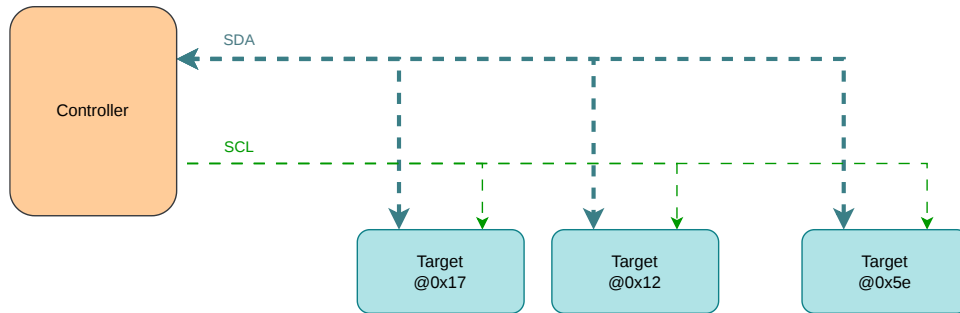 SDA
Controller
SCL
Target
@0x17
Target
@0x12
Target
@0x5e